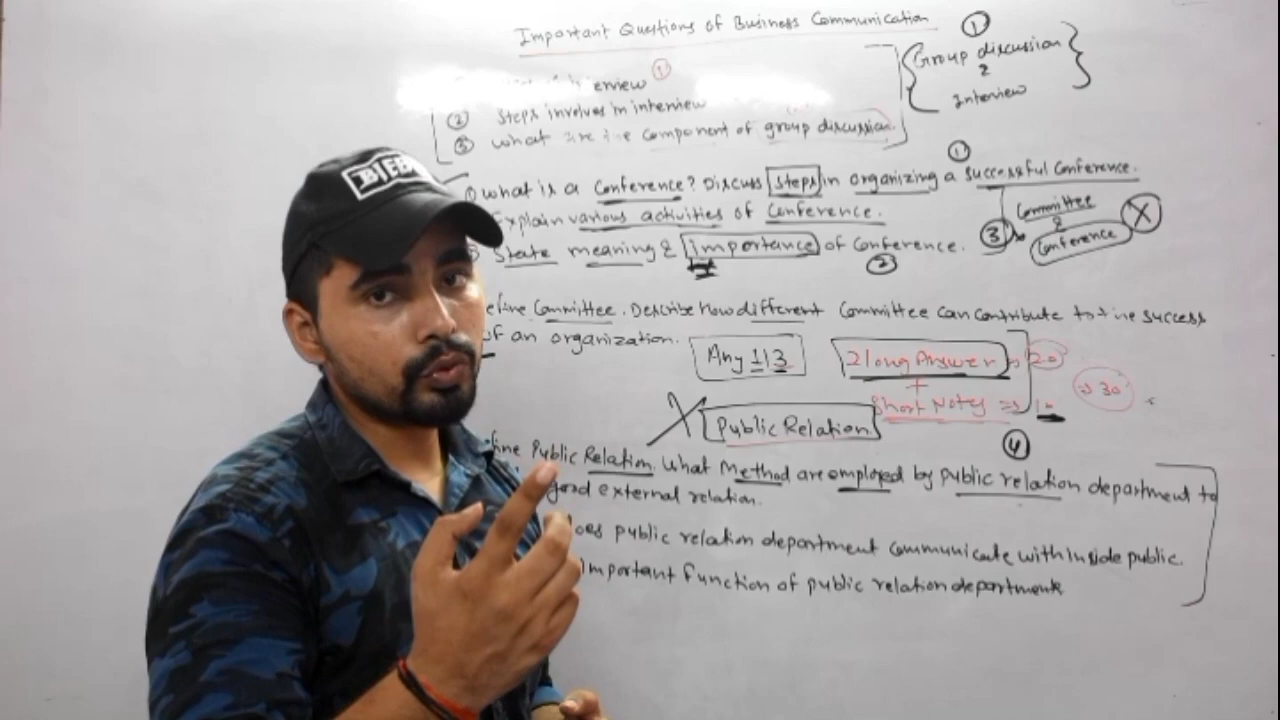 Important Questions of Business Communication
①
Group discussion
&
Interview
erview ①
② Steps involves in interview
③ What are the component of group discussion.
①
① What is a Conference? Discuss steps in organizing a successful Conference.
Explain various activities of Conference.
State meaning & importance of Conference.
②
③ Committee
&
Conference
X
efine Committee. Describe how different Committee can contribute to the success
of an organization.
Any 1/3
2 long Answer ⇒ 20
+
Short Notes ⇒ 10
⇒ 30
X Public Relation
④
fine Public Relation. What Method are employed by public relation department to
good external relation.
oes public relation department communicate with inside public.
important function of public relation department
BIEB